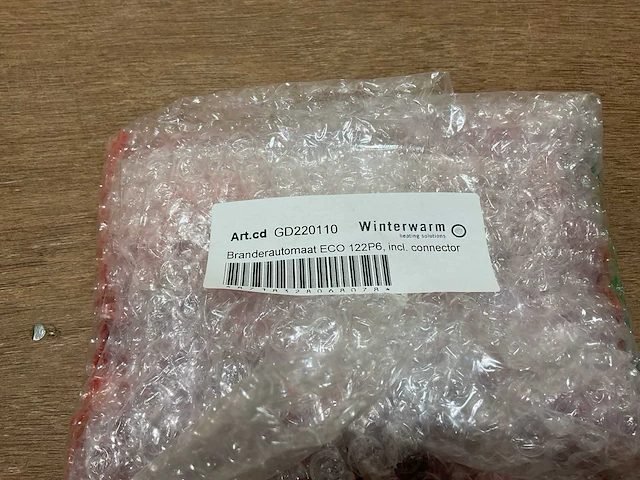 Art.cd GD220110 Winterwarm
heating solutions
Branderautomaat ECO 122P6, incl. connector